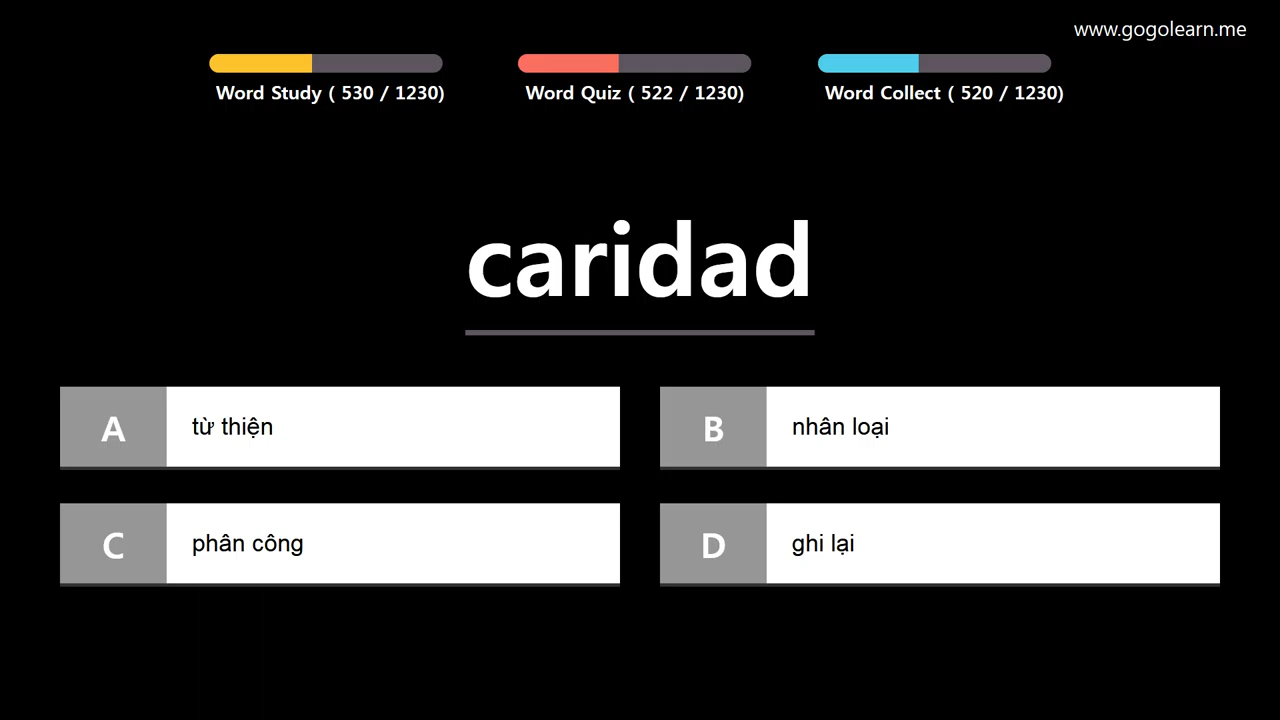 www.gogolearn.me
Word Study ( 530 / 1230)
Word Quiz ( 522 / 1230)
Word Collect ( 520 / 1230)
caridad
A từ thiện
B nhân loại
C phân công
D ghi lại